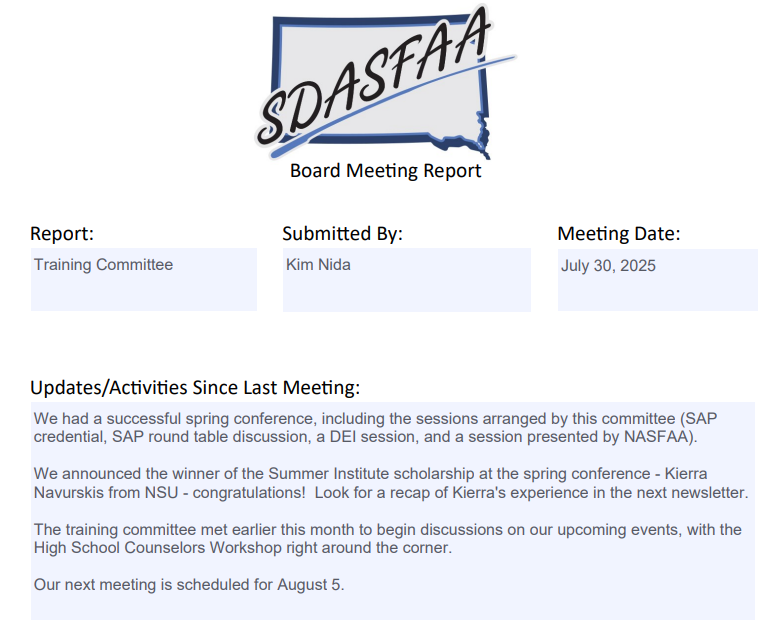 SDASFAA
Board Meeting Report
Report:
Submitted By:
Meeting Date:
Training Committee
Kim Nida
July 30, 2025
Updates/Activities Since Last Meeting:
We had a successful spring conference, including the sessions arranged by this committee (SAP
credential, SAP round table discussion, a DEI session, and a session presented by NASFAA).
We announced the winner of the Summer Institute scholarship at the spring conference - Kierra
Navurskis from NSU - congratulations!  Look for a recap of Kierra's experience in the next newsletter.
The training committee met earlier this month to begin discussions on our upcoming events, with the
High School Counselors Workshop right around the corner.
Our next meeting is scheduled for August 5.